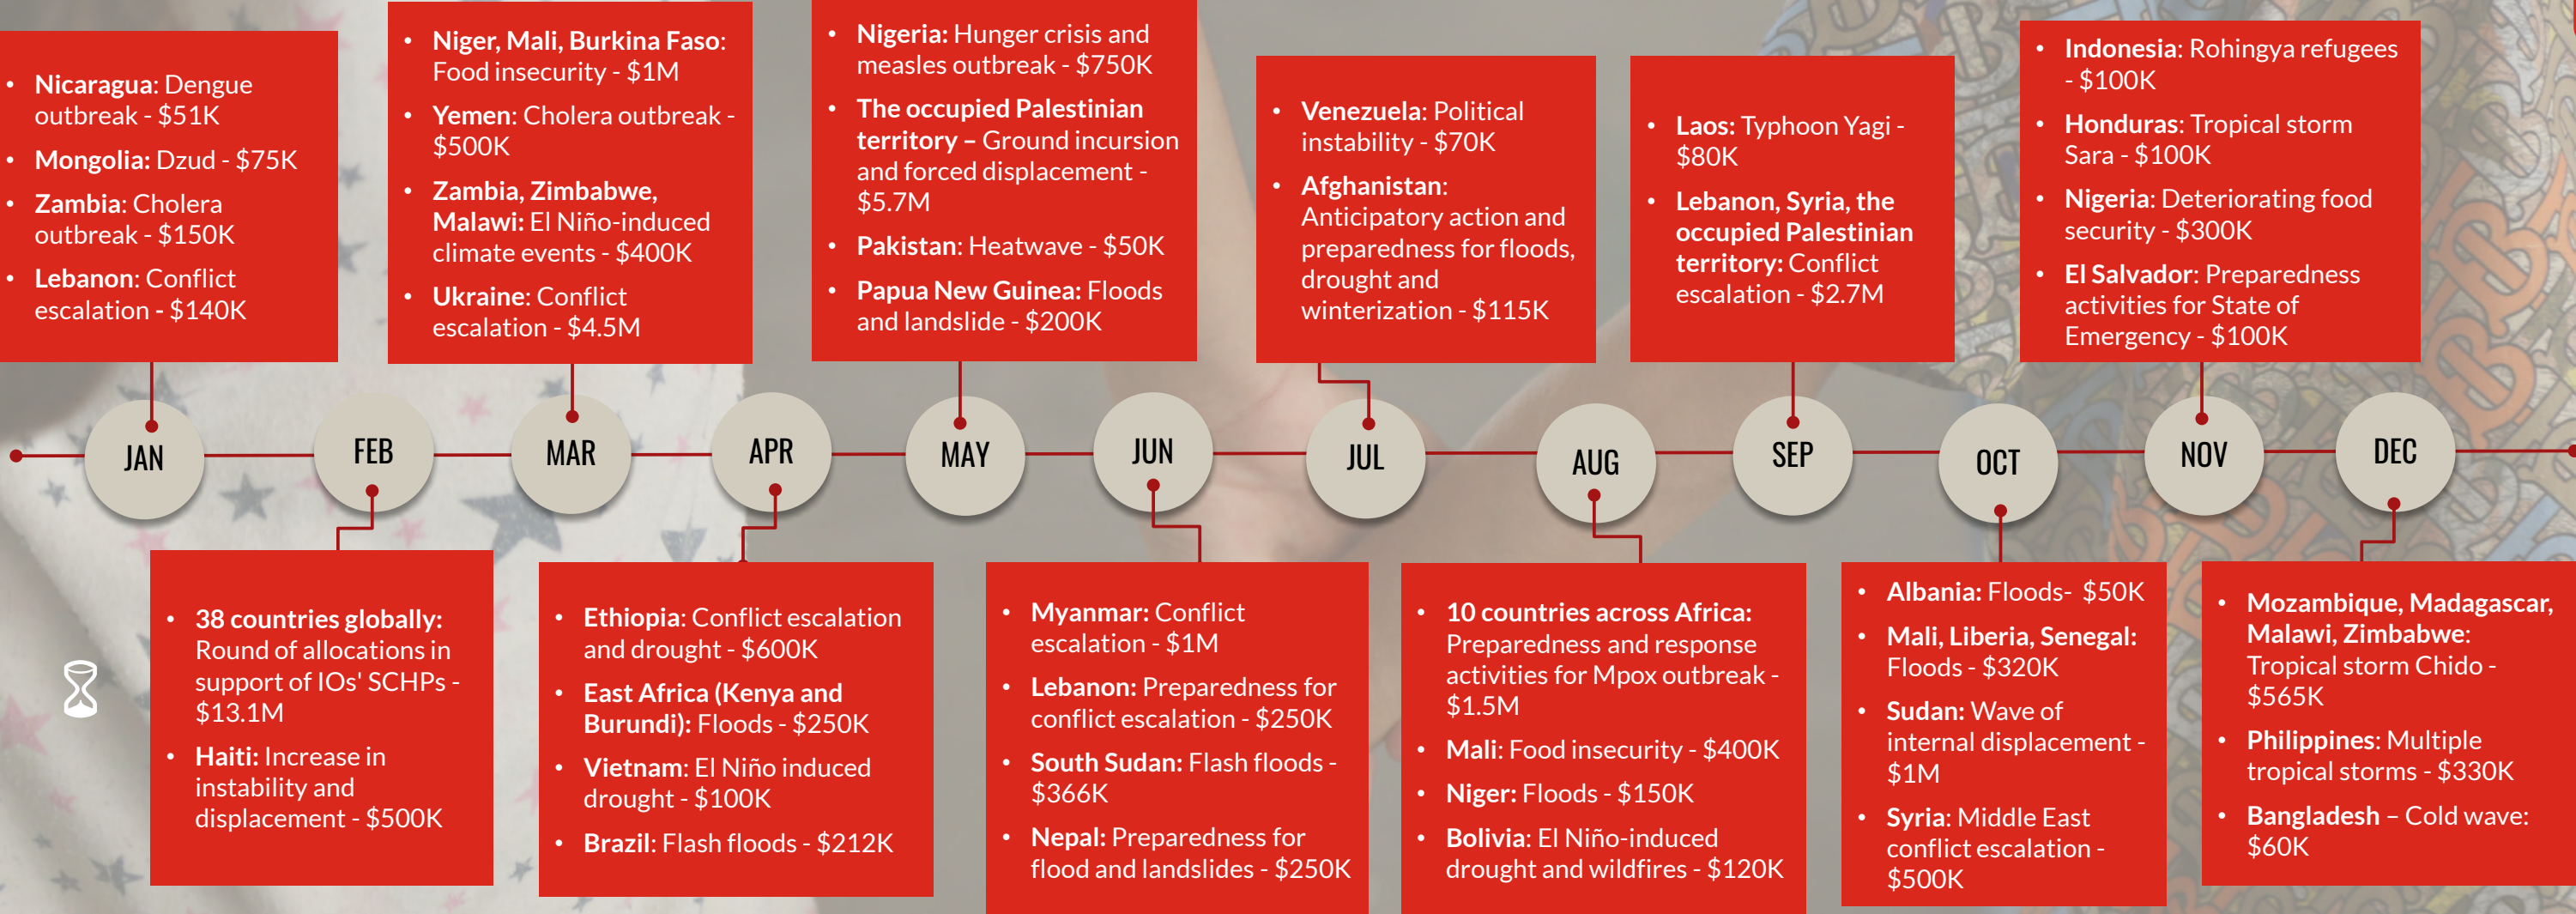 • Nicaragua: Dengue
outbreak - $51K
• Mongolia: Dzud - $75K
• Zambia: Cholera
outbreak - $150K
• Lebanon: Conflict
escalation - $140K
• Niger, Mali, Burkina Faso:
Food insecurity - $1M
• Yemen: Cholera outbreak -
$500K
• Zambia, Zimbabwe,
Malawi: El Niño-induced
climate events - $400K
• Ukraine: Conflict
escalation - $4.5M
• Nigeria: Hunger crisis and
measles outbreak - $750K
• The occupied Palestinian
territory – Ground incursion
and forced displacement -
$5.7M
• Pakistan: Heatwave - $50K
• Papua New Guinea: Floods
and landslide - $200K
• Venezuela: Political
instability - $70K
• Afghanistan:
Anticipatory action and
preparedness for floods,
drought and
winterization - $115K
• Laos: Typhoon Yagi -
$80K
• Lebanon, Syria, the
occupied Palestinian
territory: Conflict
escalation - $2.7M
• Indonesia: Rohingya refugees
- $100K
• Honduras: Tropical storm
Sara - $100K
• Nigeria: Deteriorating food
security - $300K
• El Salvador: Preparedness
activities for State of
Emergency - $100K
JAN
FEB
MAR
APR
MAY
JUN
JUL
AUG
SEP
OCT
NOV
DEC
• 38 countries globally:
Round of allocations in
support of IOs' SCHPs -
$13.1M
• Haiti: Increase in
instability and
displacement - $500K
• Ethiopia: Conflict escalation
and drought - $600K
• East Africa (Kenya and
Burundi): Floods - $250K
• Vietnam: El Niño induced
drought - $100K
• Brazil: Flash floods - $212K
• Myanmar: Conflict
escalation - $1M
• Lebanon: Preparedness for
conflict escalation - $250K
• South Sudan: Flash floods -
$366K
• Nepal: Preparedness for
flood and landslides - $250K
• 10 countries across Africa:
Preparedness and response
activities for Mpox outbreak -
$1.5M
• Mali: Food insecurity - $400K
• Niger: Floods - $150K
• Bolivia: El Niño-induced
drought and wildfires - $120K
• Albania: Floods- $50K
• Mali, Liberia, Senegal:
Floods - $320K
• Sudan: Wave of
internal displacement -
$1M
• Syria: Middle East
conflict escalation -
$500K
• Mozambique, Madagascar,
Malawi, Zimbabwe:
Tropical storm Chido -
$565K
• Philippines: Multiple
tropical storms - $330K
• Bangladesh – Cold wave:
$60K